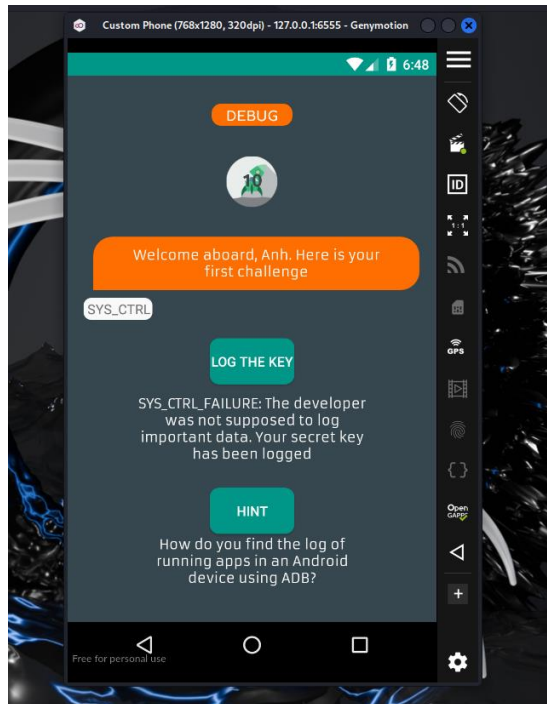 Custom Phone (768x1280, 320dpi) - 127.0.0.1:6555 - Genymotion
6:48
DEBUG
10
Welcome aboard, Anh. Here is your
first challenge
SYS_CTRL
LOG THE KEY
SYS_CTRL_FAILURE: The developer
was not supposed to log
important data. Your secret key
has been logged
HINT
How do you find the log of
running apps in an Android
device using ADB?
Free for personal use
ID
1:1
GPS
Open
GAPPS